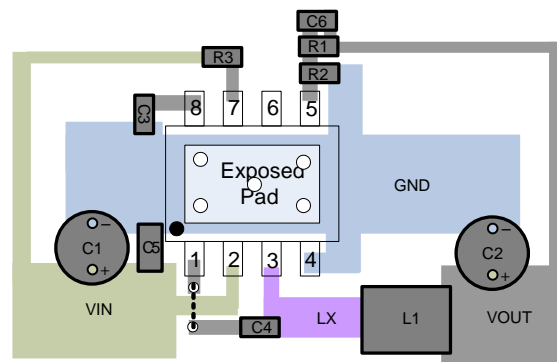 C6
R1
R3
R2
C3
8 7 6 5
Exposed
Pad
GND
− −
C1 C5 C2
+ +
1 2 3 4
VIN
C4 LX L1 VOUT